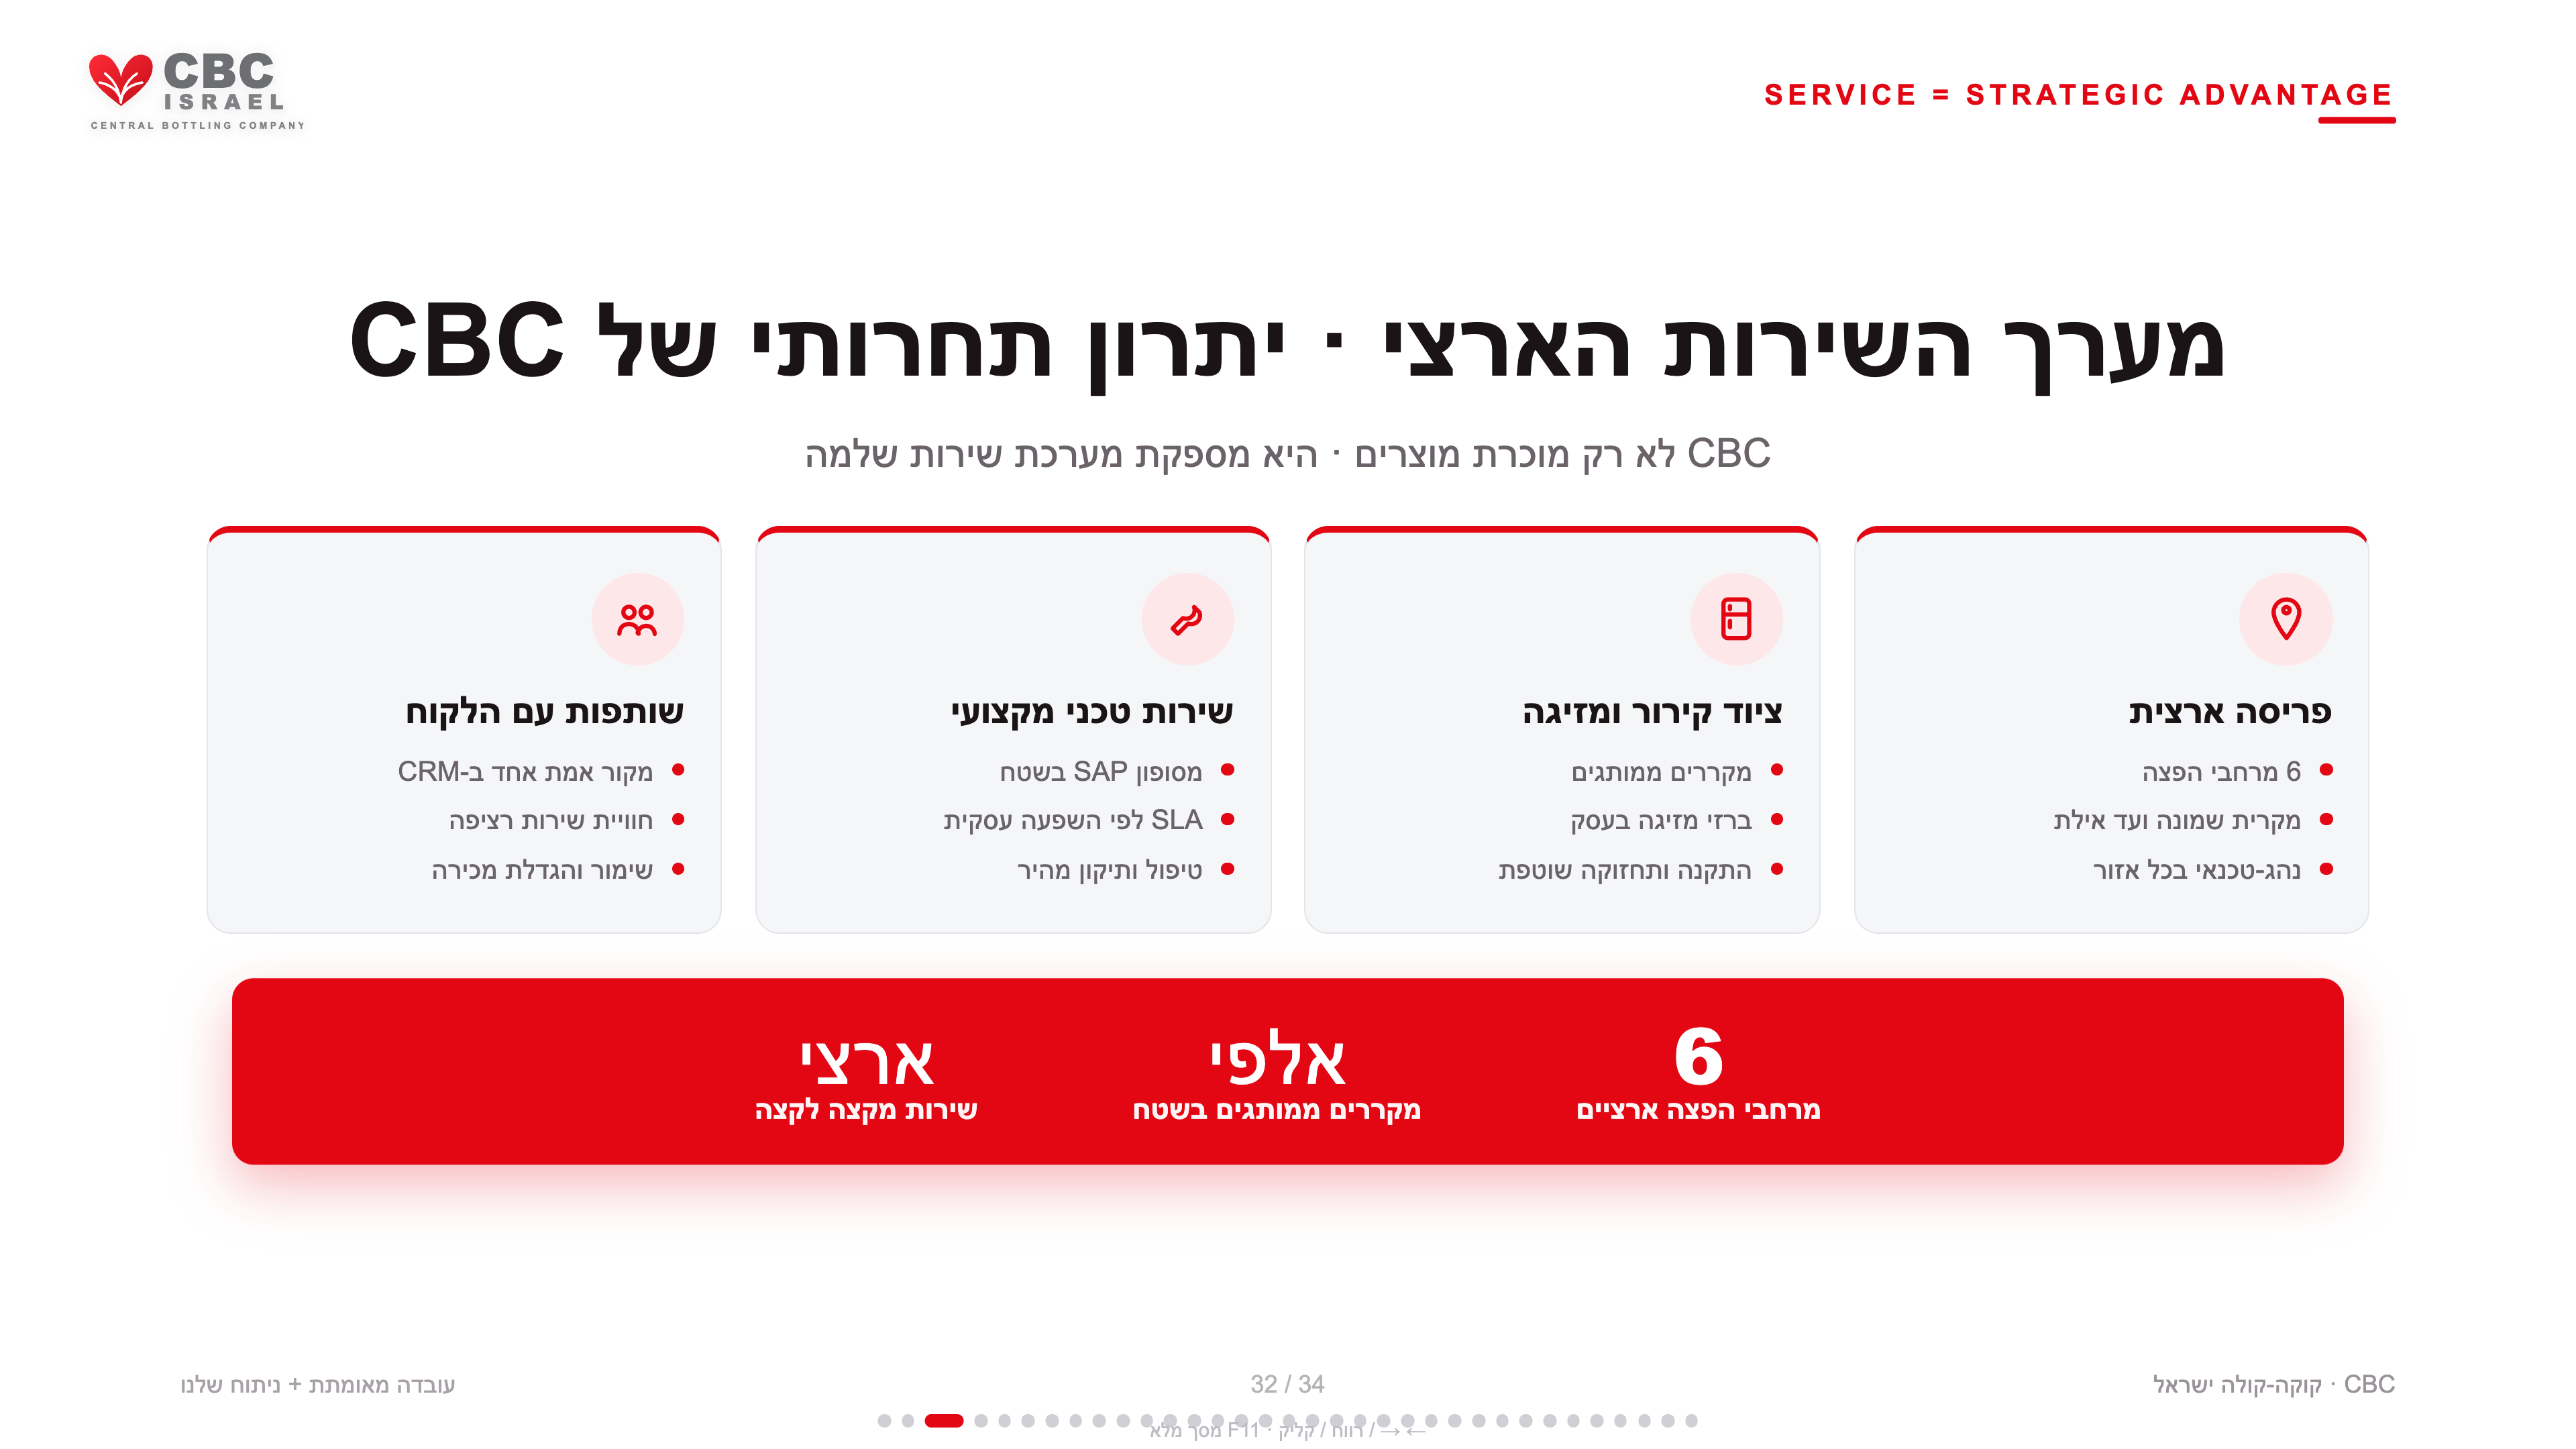 CBC
ISRAEL
CENTRAL BOTTLING COMPANY
SERVICE = STRATEGIC ADVANTAGE
מערך השירות הארצי · יתרון תחרותי של CBC
CBC לא רק מוכרת מוצרים · היא מספקת מערכת שירות שלמה
פריסה ארצית
6 מרחבי הפצה
מקרית שמונה ועד אילת
נהג-טכנאי בכל אזור
ציוד קירור ומזיגה
מקררים ממותגים
ברזי מזיגה בעסק
התקנה ותחזוקה שוטפת
שירות טכני מקצועי
מסופון SAP בשטח
SLA לפי השפעה עסקית
טיפול ותיקון מהיר
שותפות עם הלקוח
מקור אמת אחד ב-CRM
חוויית שירות רציפה
שימור והגדלת מכירה
6
מרחבי הפצה ארציים
אלפי
מקררים ממותגים בשטח
ארצי
שירות מקצה לקצה
CBC · קוקה-קולה ישראל
32 / 34
עובדה מאומתת + ניתוח שלנו
←→ / רווח / קליק · F11 מסך מלא